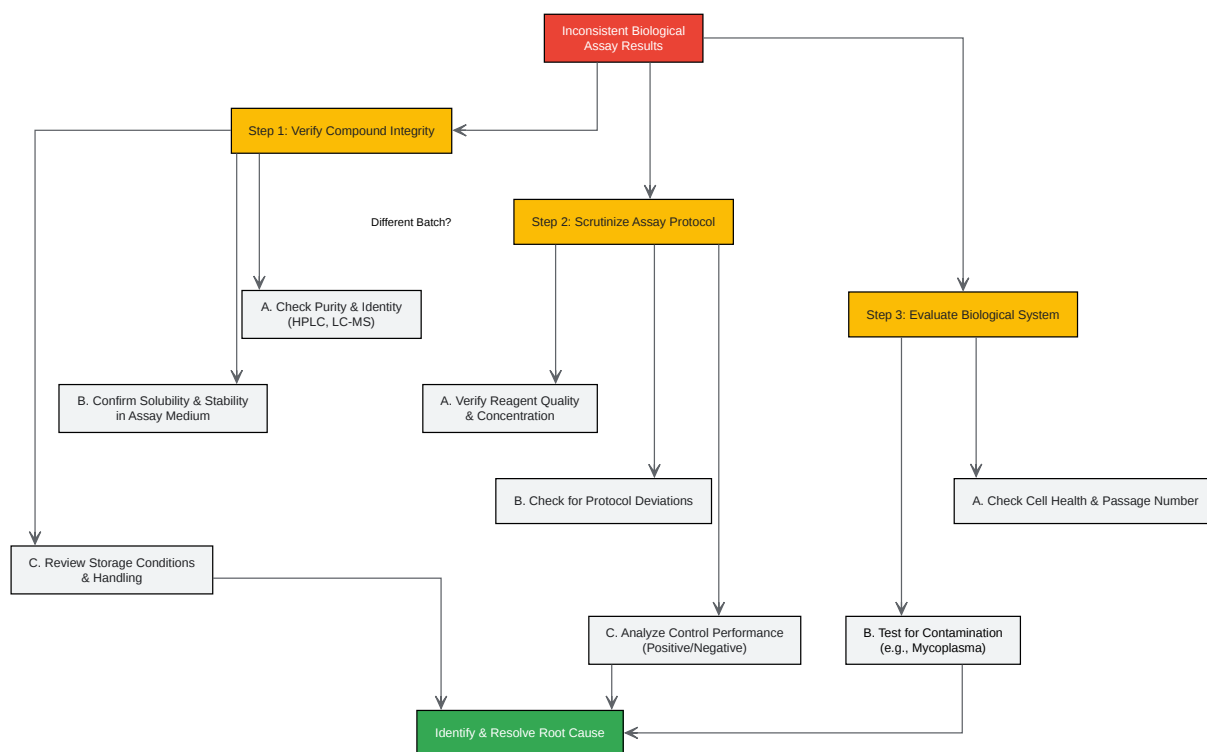 Inconsistent Biological
Assay Results
Step 1: Verify Compound Integrity
Different Batch?
Step 2: Scrutinize Assay Protocol
A. Check Purity & Identity
(HPLC, LC-MS)
Step 3: Evaluate Biological System
B. Confirm Solubility & Stability
in Assay Medium
A. Verify Reagent Quality
& Concentration
B. Check for Protocol Deviations
A. Check Cell Health & Passage Number
C. Review Storage Conditions
& Handling
C. Analyze Control Performance
(Positive/Negative)
B. Test for Contamination
(e.g., Mycoplasma)
Identify & Resolve Root Cause